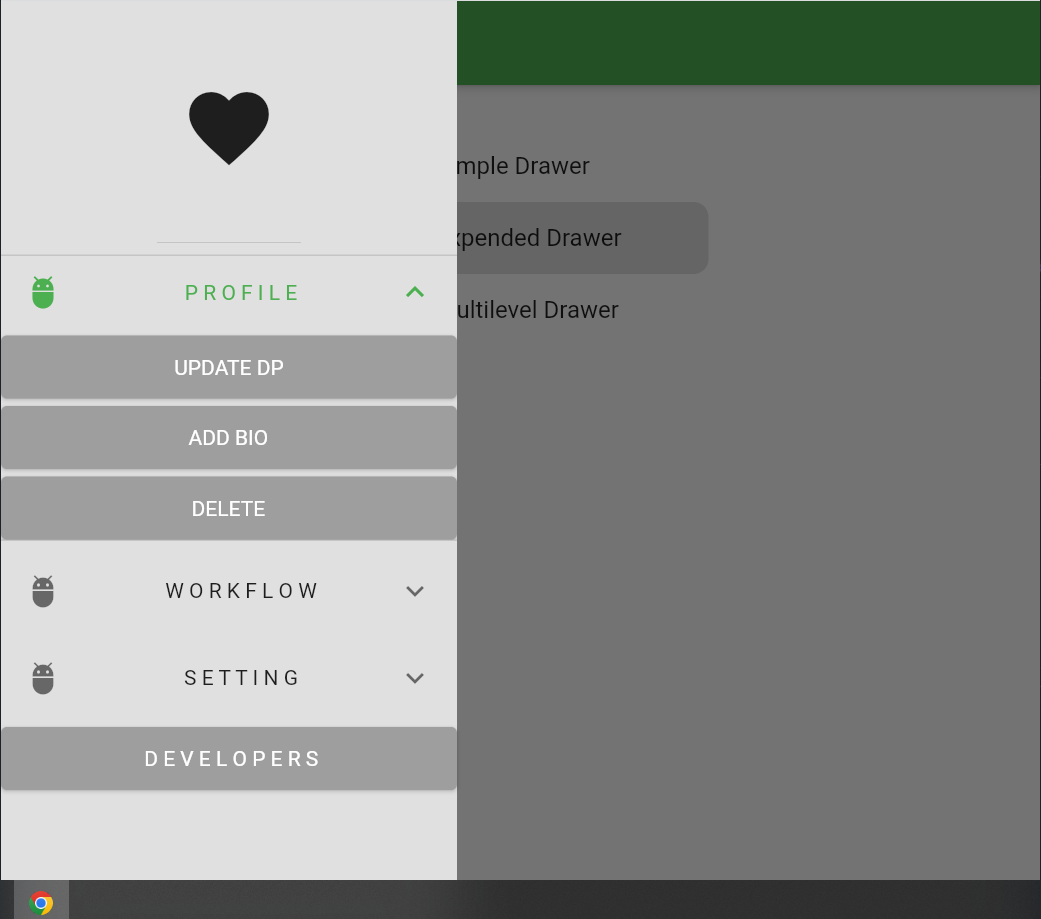 mple Drawer
xpended Drawer
ultilevel Drawer
PROFILE
UPDATE DP
ADD BIO
DELETE
WORKFLOW
SETTING
DEVELOPERS